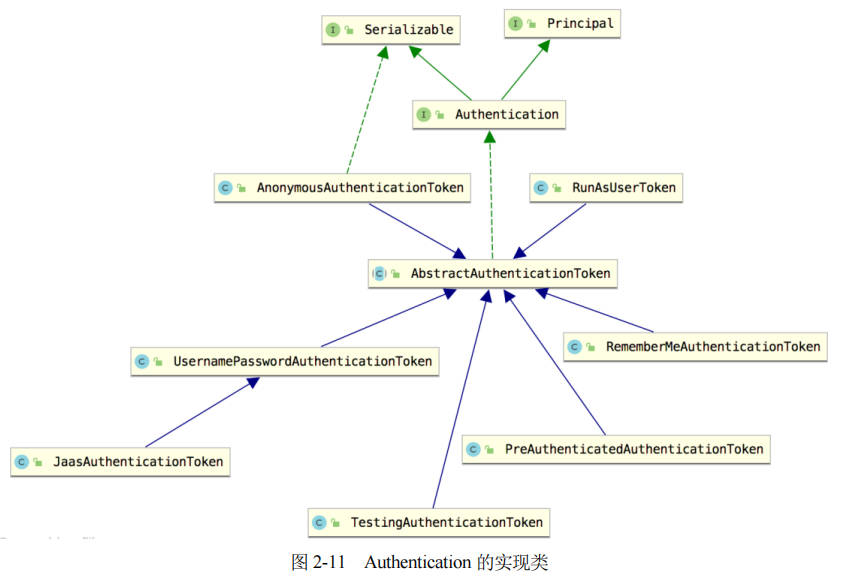 Serializable
Principal
Authentication
AnonymousAuthenticationToken
RunAsUserToken
AbstractAuthenticationToken
RememberMeAuthenticationToken
UsernamePasswordAuthenticationToken
PreAuthenticatedAuthenticationToken
JaasAuthenticationToken
TestingAuthenticationToken
图 2-11 Authentication 的实现类